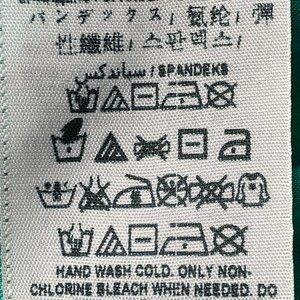 パンデックス / 氨纶 / 彈
性纖維 / 스판덱스 /
سباندكس / SPANDEKS
HAND WASH COLD. ONLY NON-
CHLORINE BLEACH WHEN NEEDED. DO